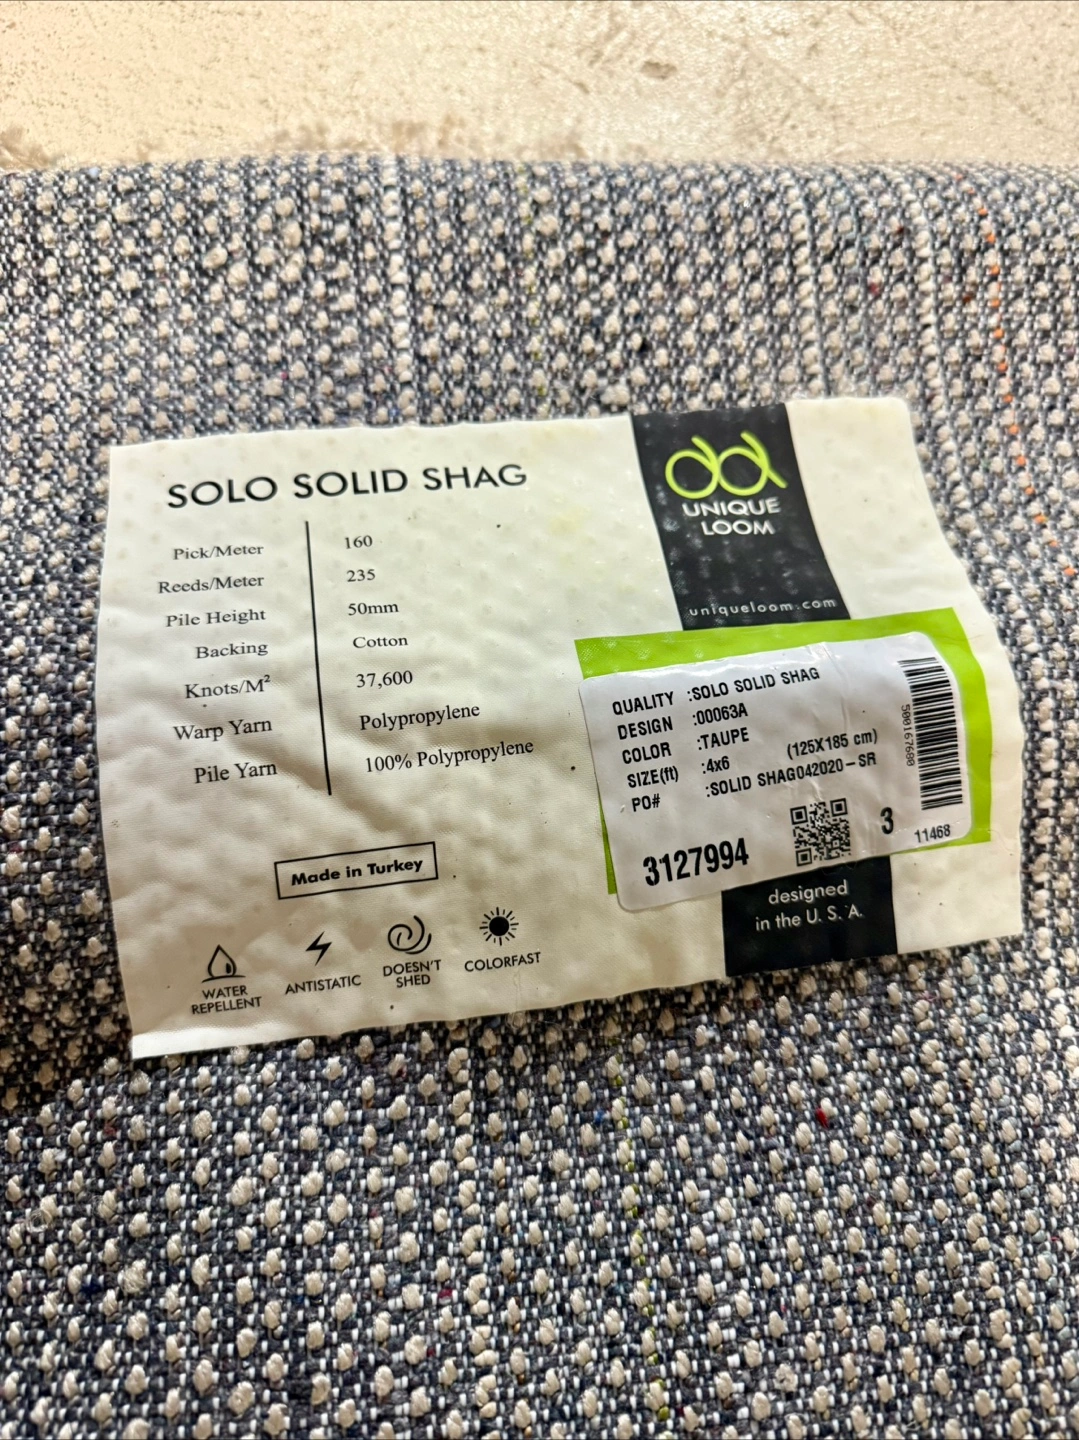 SOLO SOLID SHAG
Pick/Meter 160
Reeds/Meter 235
Pile Height 50mm
Backing Cotton
Knots/M² 37,600
Warp Yarn Polypropylene
Pile Yarn 100% Polypropylene
Made in Turkey
WATER
REPELLENT
ANTISTATIC
DOESN'T
SHED
COLORFAST
UNIQUE
LOOM
uniqueloom.com
QUALITY :SOLO SOLID SHAG
DESIGN :00063A
COLOR :TAUPE
SIZE(ft) :4x6 (125X185 cm)
PO# :SOLID SHAG042020-SR
3127994
3
5001676800
11468
designed
in the U. S. A.